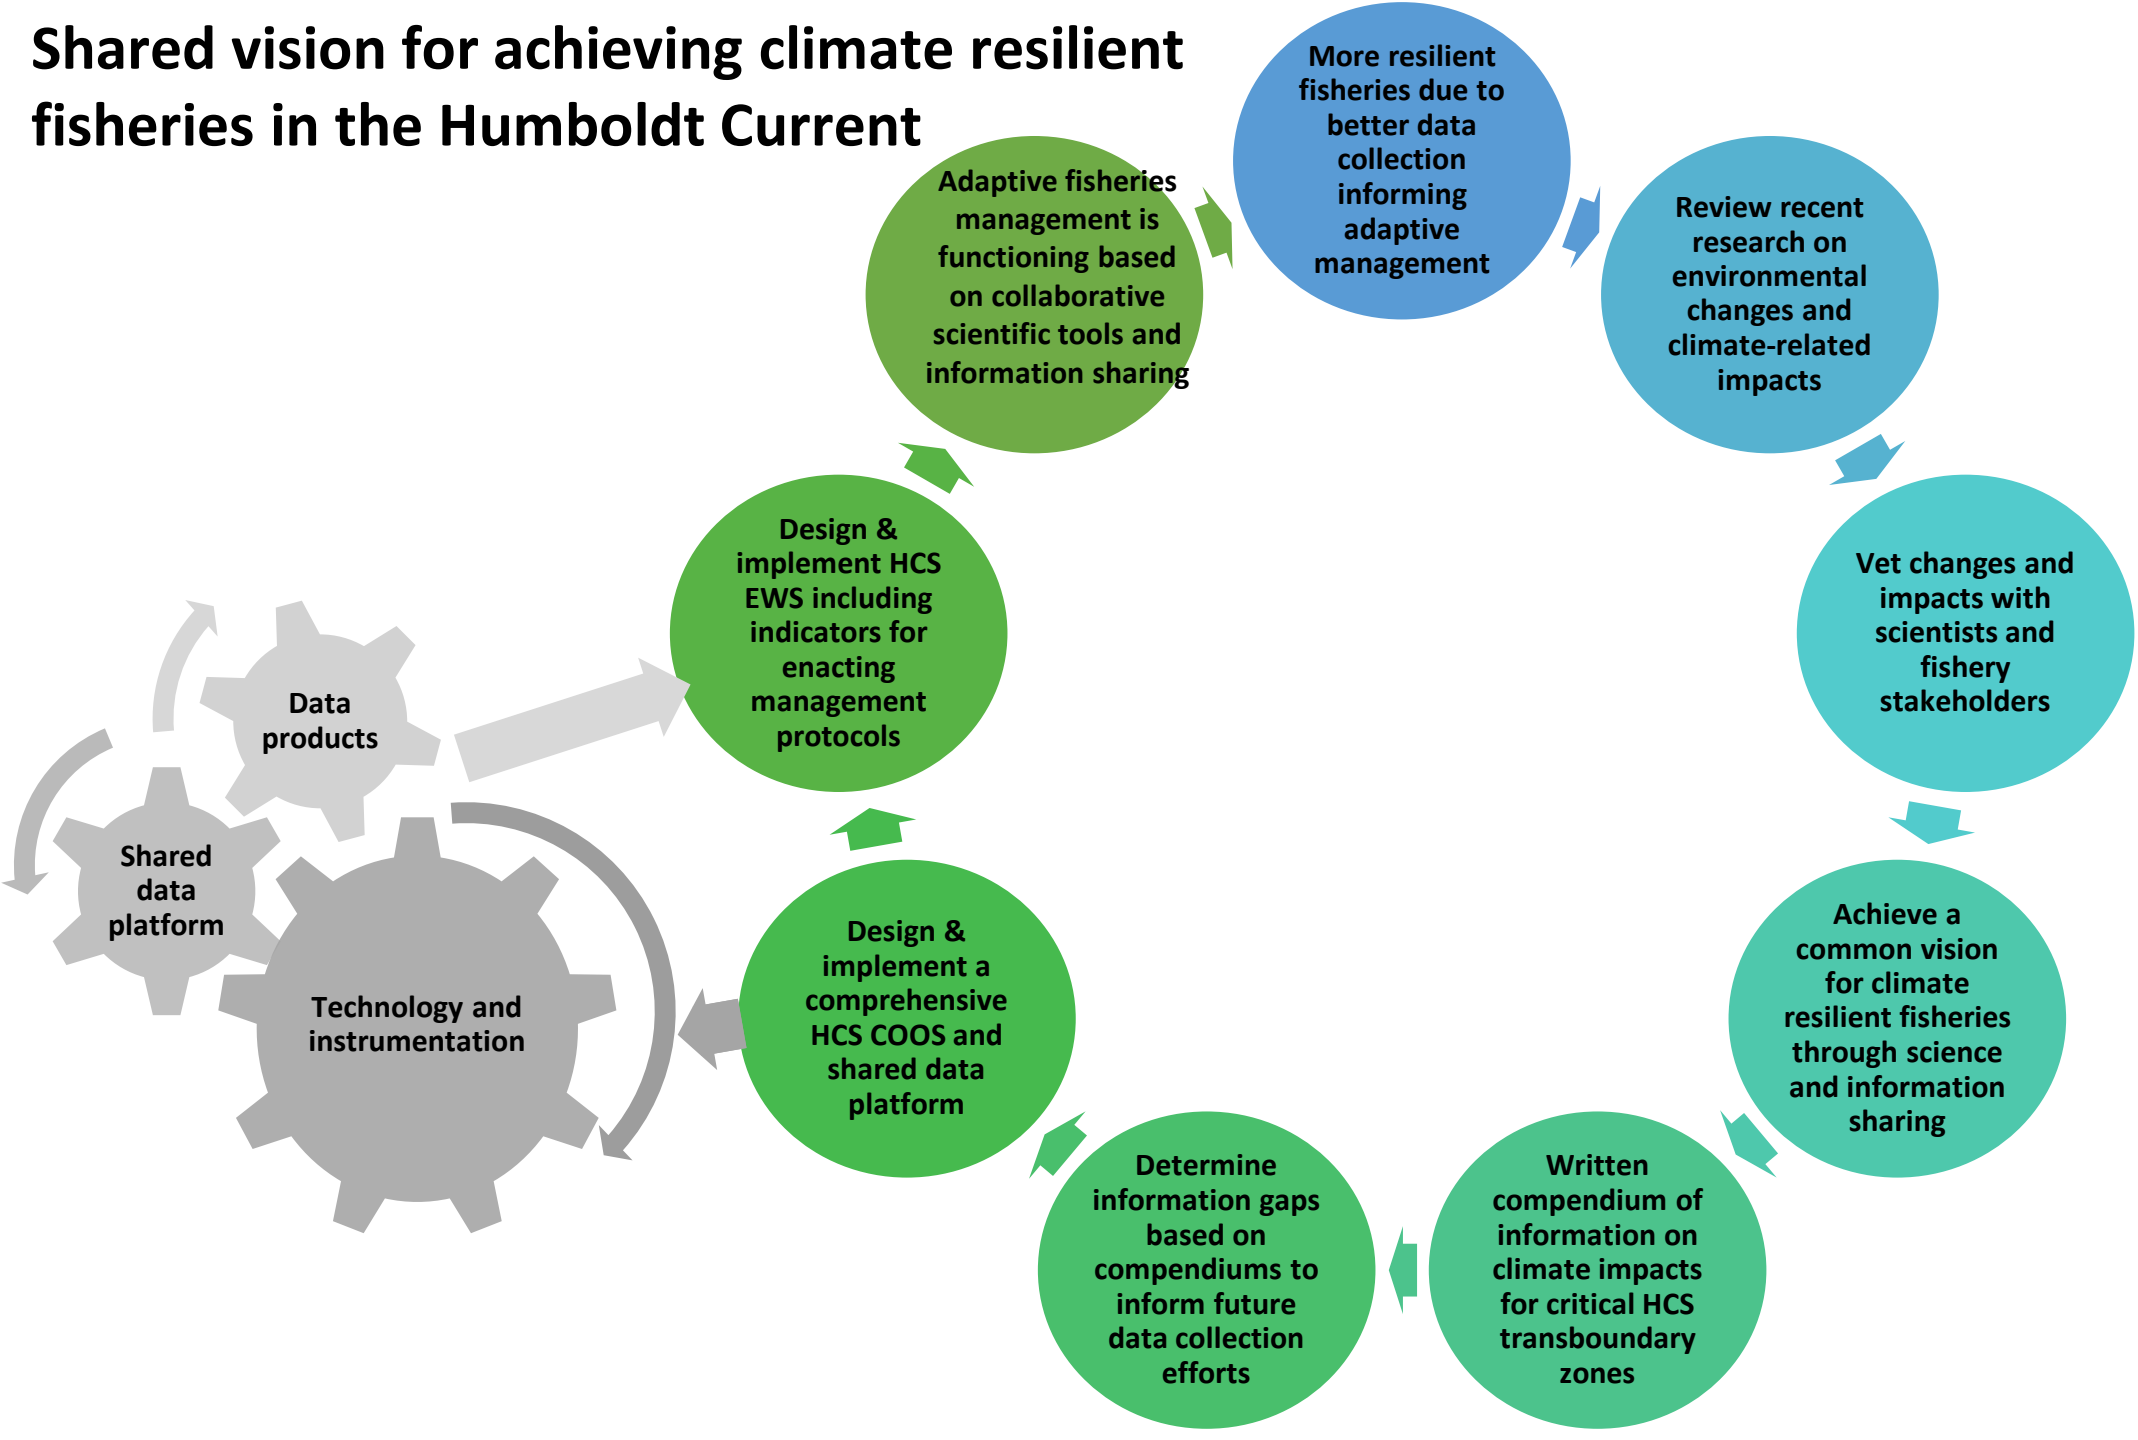 Shared vision for achieving climate resilient
fisheries in the Humboldt Current
More resilient
fisheries due to
better data
collection
informing
adaptive
management
Review recent
research on
environmental
changes and
climate-related
impacts
Vet changes and
impacts with
scientists and
fishery
stakeholders
Achieve a
common vision
for climate
resilient fisheries
through science
and information
sharing
Written
compendium of
information on
climate impacts
for critical HCS
transboundary
zones
Determine
information gaps
based on
compendiums to
inform future
data collection
efforts
Design &
implement a
comprehensive
HCS COOS and
shared data
platform
Technology and
instrumentation
Shared
data
platform
Data
products
Design &
implement HCS
EWS including
indicators for
enacting
management
protocols
Adaptive fisheries
management is
functioning based
on collaborative
scientific tools and
information sharing